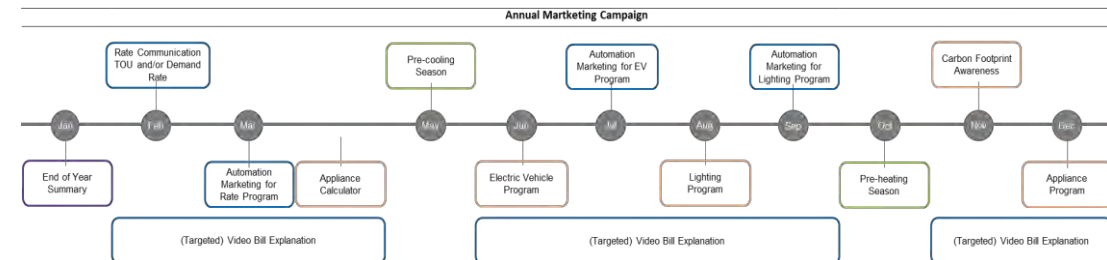 Annual Martketing Campaign
Rate Communication
TOU and/or Demand
Rate
Pre-cooling
Season
Automation
Marketing for EV
Program
Automation
Marketing for
Lighting Program
Carbon Footprint
Awareness
Jan
Feb
Mar
May
Jun
Jul
Aug
Sep
Oct
Nov
Dec
End of Year
Summary
Automation
Marketing for
Rate Program
Appliance
Calculator
Electric Vehicle
Program
Lighting
Program
Pre-heating
Season
Appliance
Program
(Targeted) Video Bill Explanation
(Targeted) Video Bill Explanation
(Targeted) Video Bill Explanation